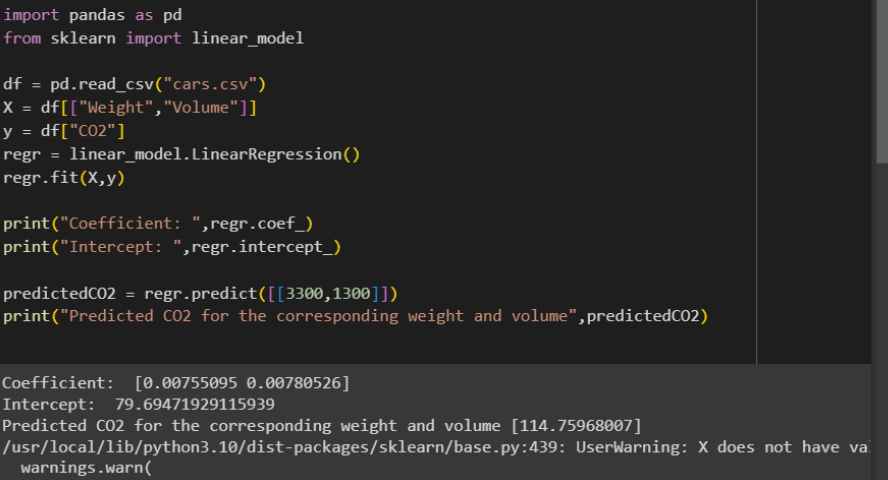 import pandas as pd
from sklearn import linear_model
df = pd.read_csv("cars.csv")
X = df[["Weight","Volume"]]
y = df["CO2"]
regr = linear_model.LinearRegression()
regr.fit(X,y)
print("Coefficient: ",regr.coef_)
print("Intercept: ",regr.intercept_)
predictedCO2 = regr.predict([[3300,1300]])
print("Predicted CO2 for the corresponding weight and volume",predictedCO2)
Coefficient:  [0.00755095 0.00780526]
Intercept:  79.69471929115939
Predicted CO2 for the corresponding weight and volume [114.75968007]
/usr/local/lib/python3.10/dist-packages/sklearn/base.py:439: UserWarning: X does not have va
  warnings.warn(